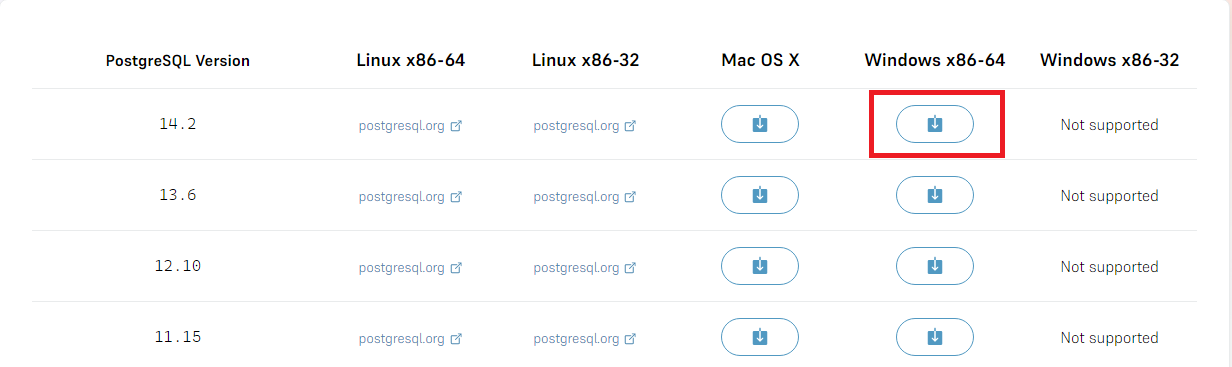 PostgreSQL Version Linux x86-64 Linux x86-32 Mac OS X Windows x86-64 Windows x86-32
14.2 postgresql.org postgresql.org Not supported
13.6 postgresql.org postgresql.org Not supported
12.10 postgresql.org postgresql.org Not supported
11.15 postgresql.org postgresql.org Not supported